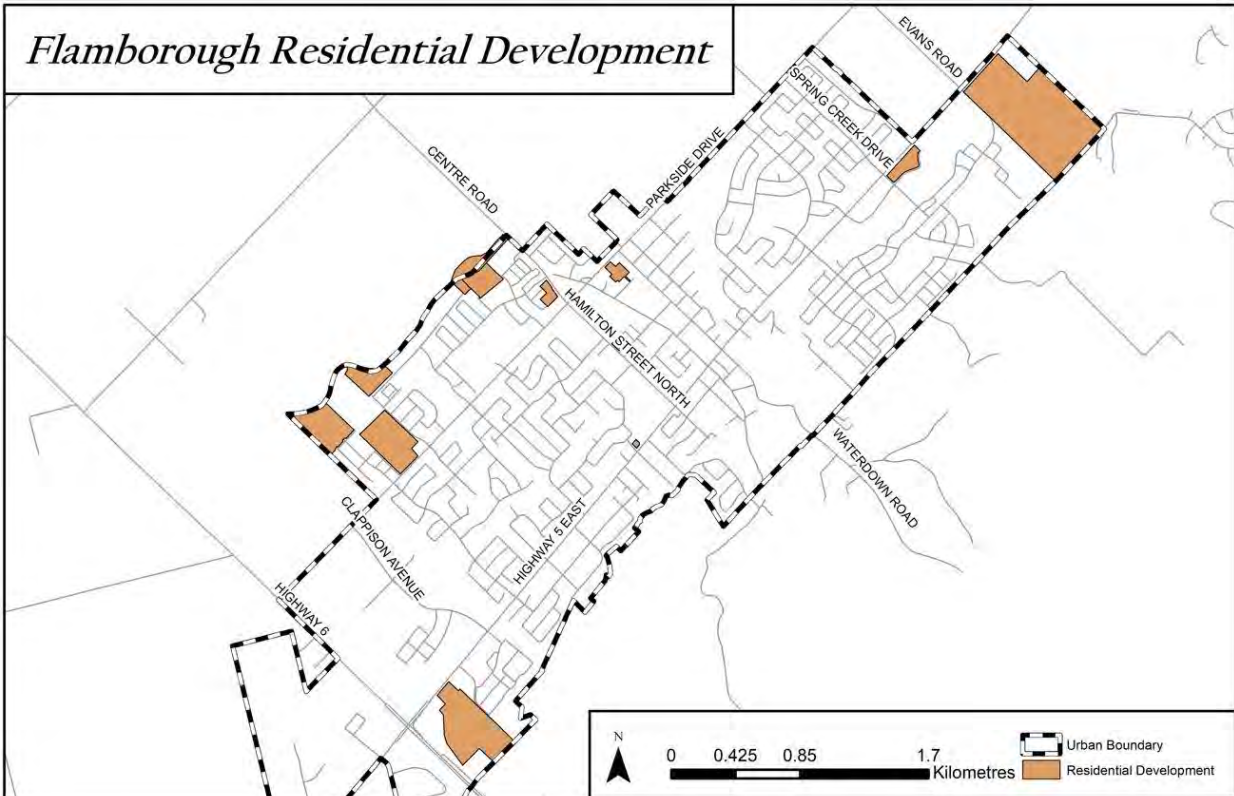 Flamborough Residential Development
EVANS ROAD
SPRING CREEK DRIVE
PARKSIDE DRIVE
CENTRE ROAD
HAMILTON STREET NORTH
WATERDOWN ROAD
HIGHWAY 5 EAST
CLAPPISON AVENUE
HIGHWAY 6
N
0 0.425 0.85 1.7
Kilometres
Urban Boundary
Residential Development